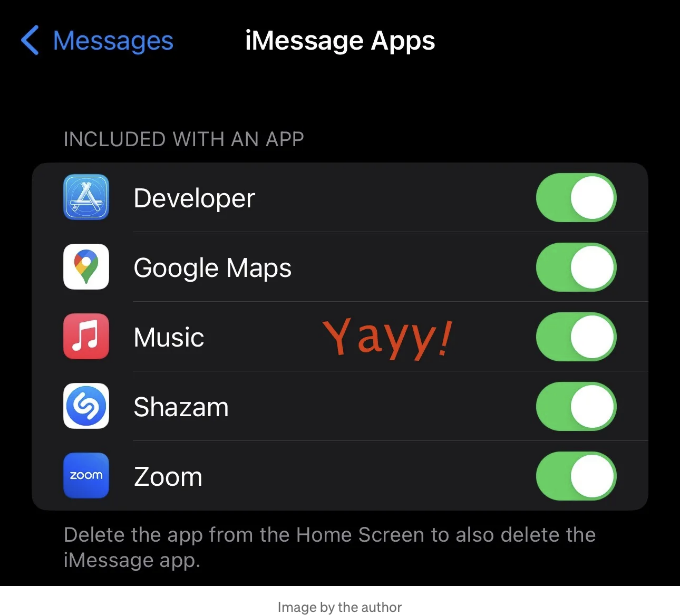 Messages
iMessage Apps
INCLUDED WITH AN APP
Developer
Google Maps
Music
Yayy!
Shazam
zoom
Zoom
Delete the app from the Home Screen to also delete the
iMessage app.
Image by the author